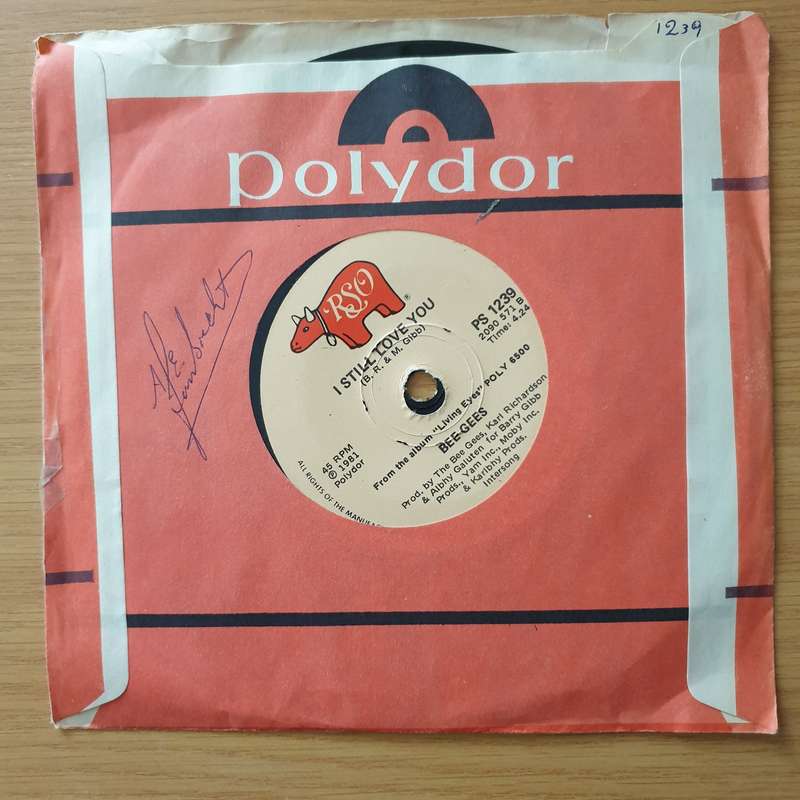 1239
polydor
RSO
®
I STILL LOVE YOU
(B. R. & M. Gibb)
PS 1239
2090 571 B
Time: 4.24
45 RPM
℗ 1981
Polydor
From the album "Living Eyes" POLY 6500
BEE-GEES
Prod. by The Bee Gees, Karl Richardson
& Albhy Galuten for Barry Gibb
Prods., Yam Inc., Moby Inc.
& Karlbhy Prods.
Intersong
ALL RIGHTS OF THE MANUFAC